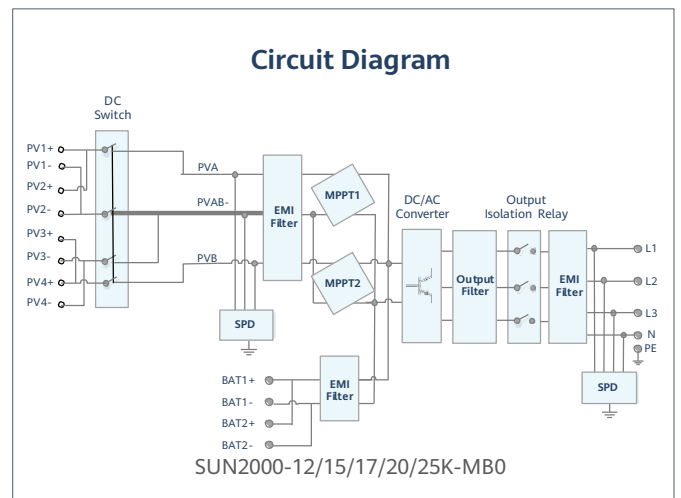 Circuit Diagram
DC
Switch
PV1+
PV1-
PV2+
PV2-
PV3+
PV3-
PV4+
PV4-
PVA
PVAB-
PVB
EMI
Filter
MPPT1
MPPT2
SPD
DC/AC
Converter
Output
Filter
Output
Isolation Relay
EMI
Filter
L1
L2
L3
N
PE
SPD
BAT1+
BAT1-
BAT2+
BAT2-
EMI
Filter
SUN2000-12/15/17/20/25K-MB0